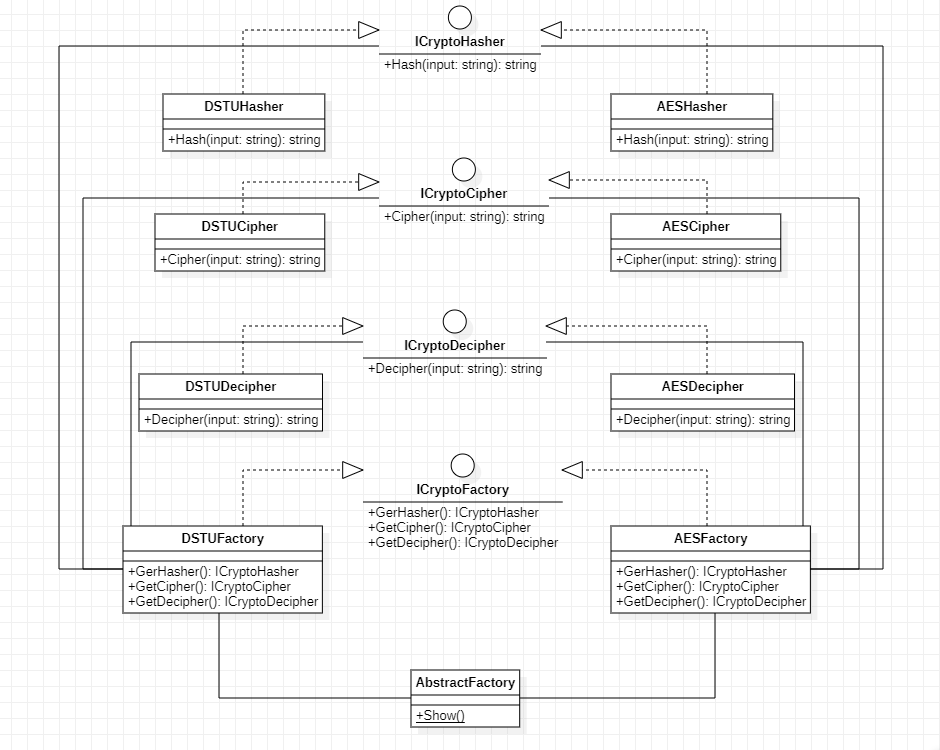 ICryptoHasher
+Hash(input: string): string
DSTUHasher
+Hash(input: string): string
AESHasher
+Hash(input: string): string
ICryptoCipher
+Cipher(input: string): string
DSTUCipher
+Cipher(input: string): string
AESCipher
+Cipher(input: string): string
ICryptoDecipher
+Decipher(input: string): string
DSTUDecipher
+Decipher(input: string): string
AESDecipher
+Decipher(input: string): string
ICryptoFactory
+GerHasher(): ICryptoHasher
+GetCipher(): ICryptoCipher
+GetDecipher(): ICryptoDecipher
DSTUFactory
+GerHasher(): ICryptoHasher
+GetCipher(): ICryptoCipher
+GetDecipher(): ICryptoDecipher
AESFactory
+GerHasher(): ICryptoHasher
+GetCipher(): ICryptoCipher
+GetDecipher(): ICryptoDecipher
AbstractFactory
+Show()